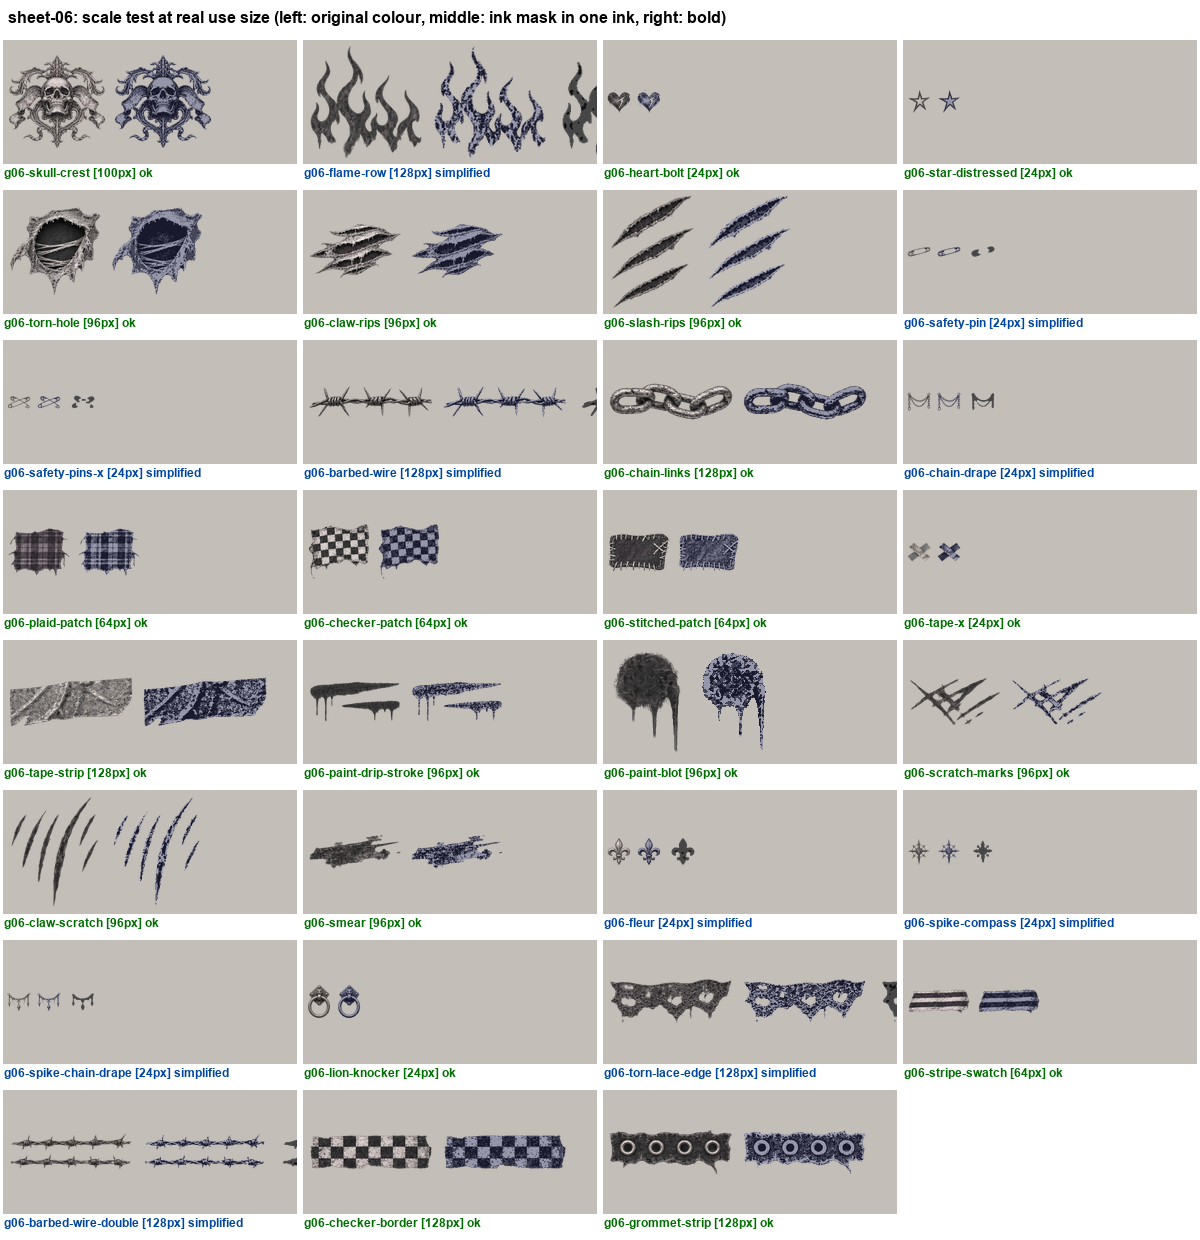 sheet-06: scale test at real use size (left: original colour, middle: ink mask in one ink, right: bold)
g06-skull-crest [100px] ok
g06-flame-row [128px] simplified
g06-heart-bolt [24px] ok
g06-star-distressed [24px] ok
g06-torn-hole [96px] ok
g06-claw-rips [96px] ok
g06-slash-rips [96px] ok
g06-safety-pin [24px] simplified
g06-safety-pins-x [24px] simplified
g06-barbed-wire [128px] simplified
g06-chain-links [128px] ok
g06-chain-drape [24px] simplified
g06-plaid-patch [64px] ok
g06-checker-patch [64px] ok
g06-stitched-patch [64px] ok
g06-tape-x [24px] ok
g06-tape-strip [128px] ok
g06-paint-drip-stroke [96px] ok
g06-paint-blot [96px] ok
g06-scratch-marks [96px] ok
g06-claw-scratch [96px] ok
g06-smear [96px] ok
g06-fleur [24px] simplified
g06-spike-compass [24px] simplified
g06-spike-chain-drape [24px] simplified
g06-lion-knocker [24px] ok
g06-torn-lace-edge [128px] simplified
g06-stripe-swatch [64px] ok
g06-barbed-wire-double [128px] simplified
g06-checker-border [128px] ok
g06-grommet-strip [128px] ok